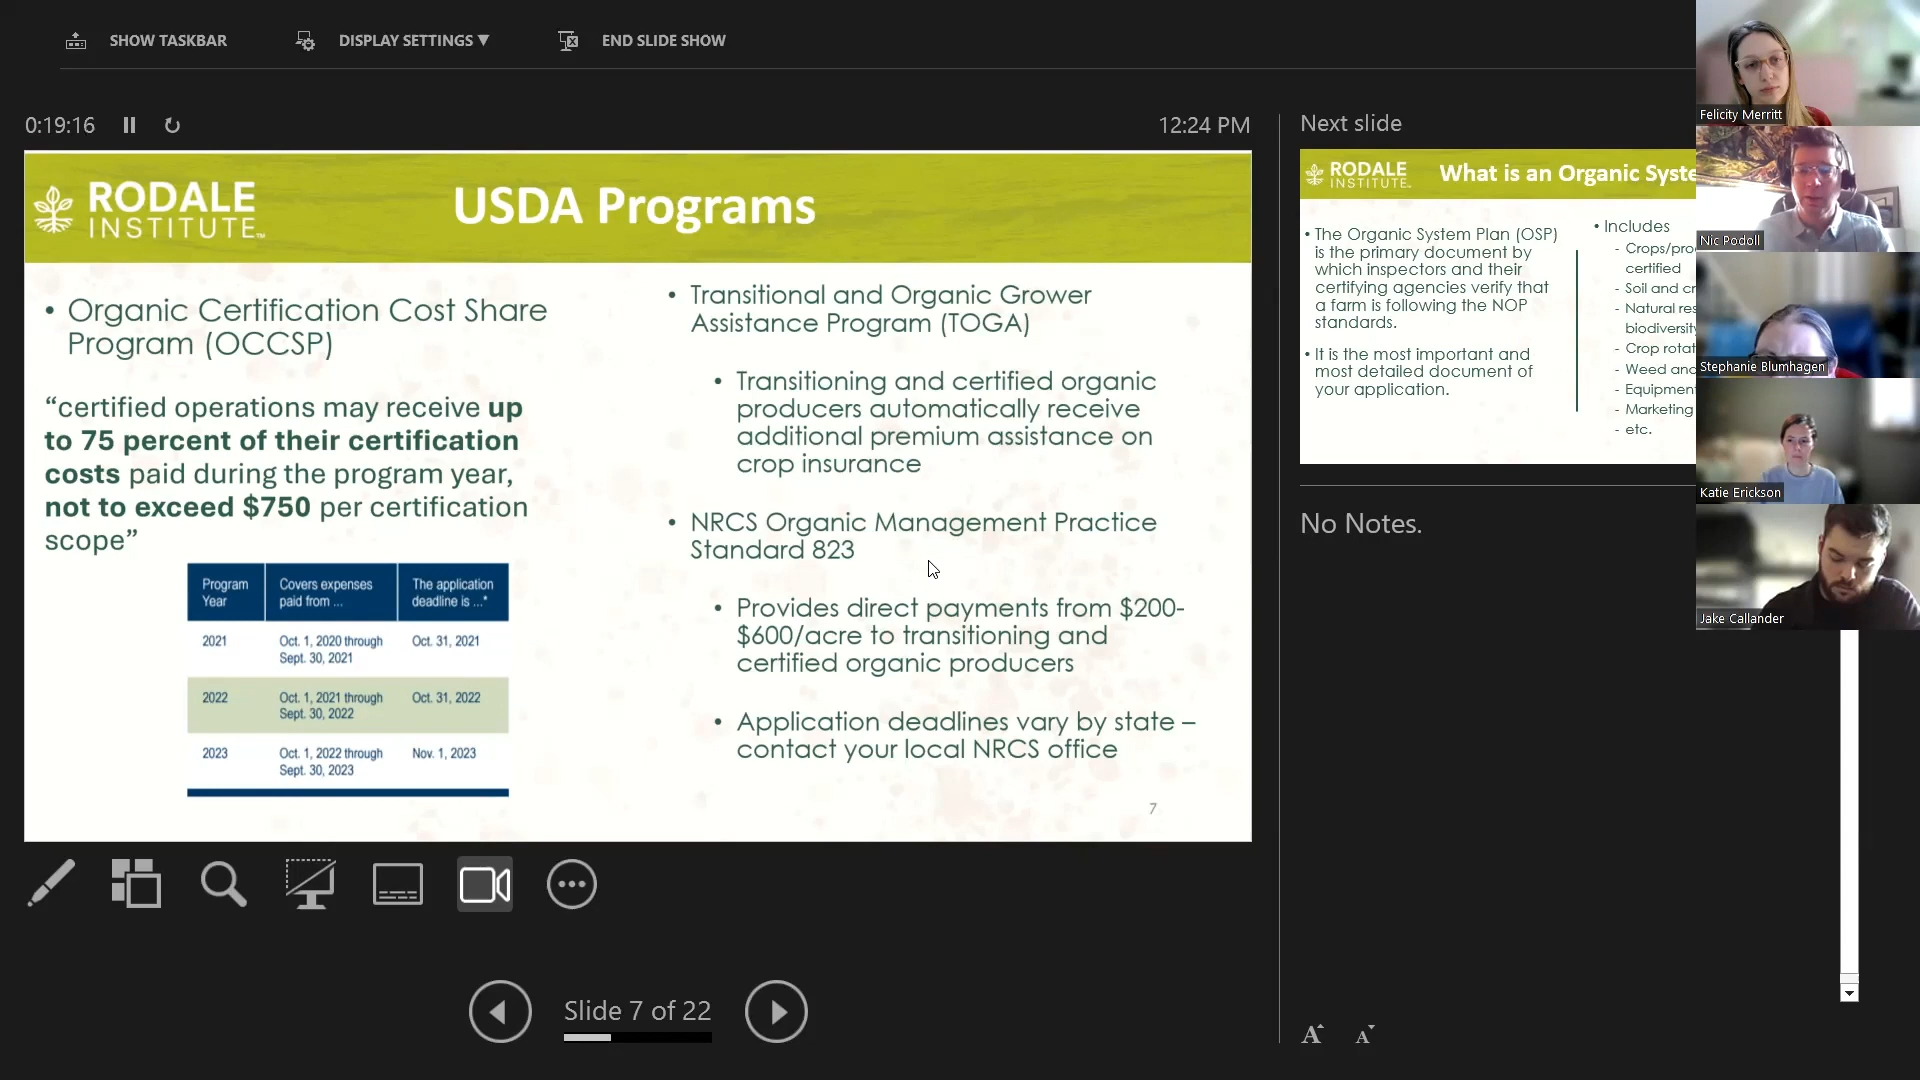 SHOW TASKBAR
DISPLAY SETTINGS ▼
END SLIDE SHOW
0:19:16
12:24 PM
RODALE
INSTITUTE™
USDA Programs
• Organic Certification Cost Share
Program (OCCSP)
“certified operations may receive up
to 75 percent of their certification
costs paid during the program year,
not to exceed $750 per certification
scope”
Program Year
Covers expenses paid from ...
The application deadline is ...*
2021
Oct. 1, 2020 through Sept. 30, 2021
Oct. 31, 2021
2022
Oct. 1, 2021 through Sept. 30, 2022
Oct. 31, 2022
2023
Oct. 1, 2022 through Sept. 30, 2023
Nov. 1, 2023
• Transitional and Organic Grower
Assistance Program (TOGA)
• Transitioning and certified organic
producers automatically receive
additional premium assistance on
crop insurance
• NRCS Organic Management Practice
Standard 823
• Provides direct payments from $200-
$600/acre to transitioning and
certified organic producers
• Application deadlines vary by state –
contact your local NRCS office
7
Slide 7 of 22
Next slide
RODALE
INSTITUTE™
What is an Organic Syste
• The Organic System Plan (OSP)
is the primary document by
which inspectors and their
certifying agencies verify that
a farm is following the NOP
standards.
• It is the most important and
most detailed document of
your application.
• Includes
- Crops/pro
certified
- Soil and cr
- Natural res
biodiversity
- Crop rotat
- Weed and
- Equipment
- Marketing
- etc.
No Notes.
A
A
Felicity Merritt
Nic Podoll
Stephanie Blumhagen
Katie Erickson
Jake Callander